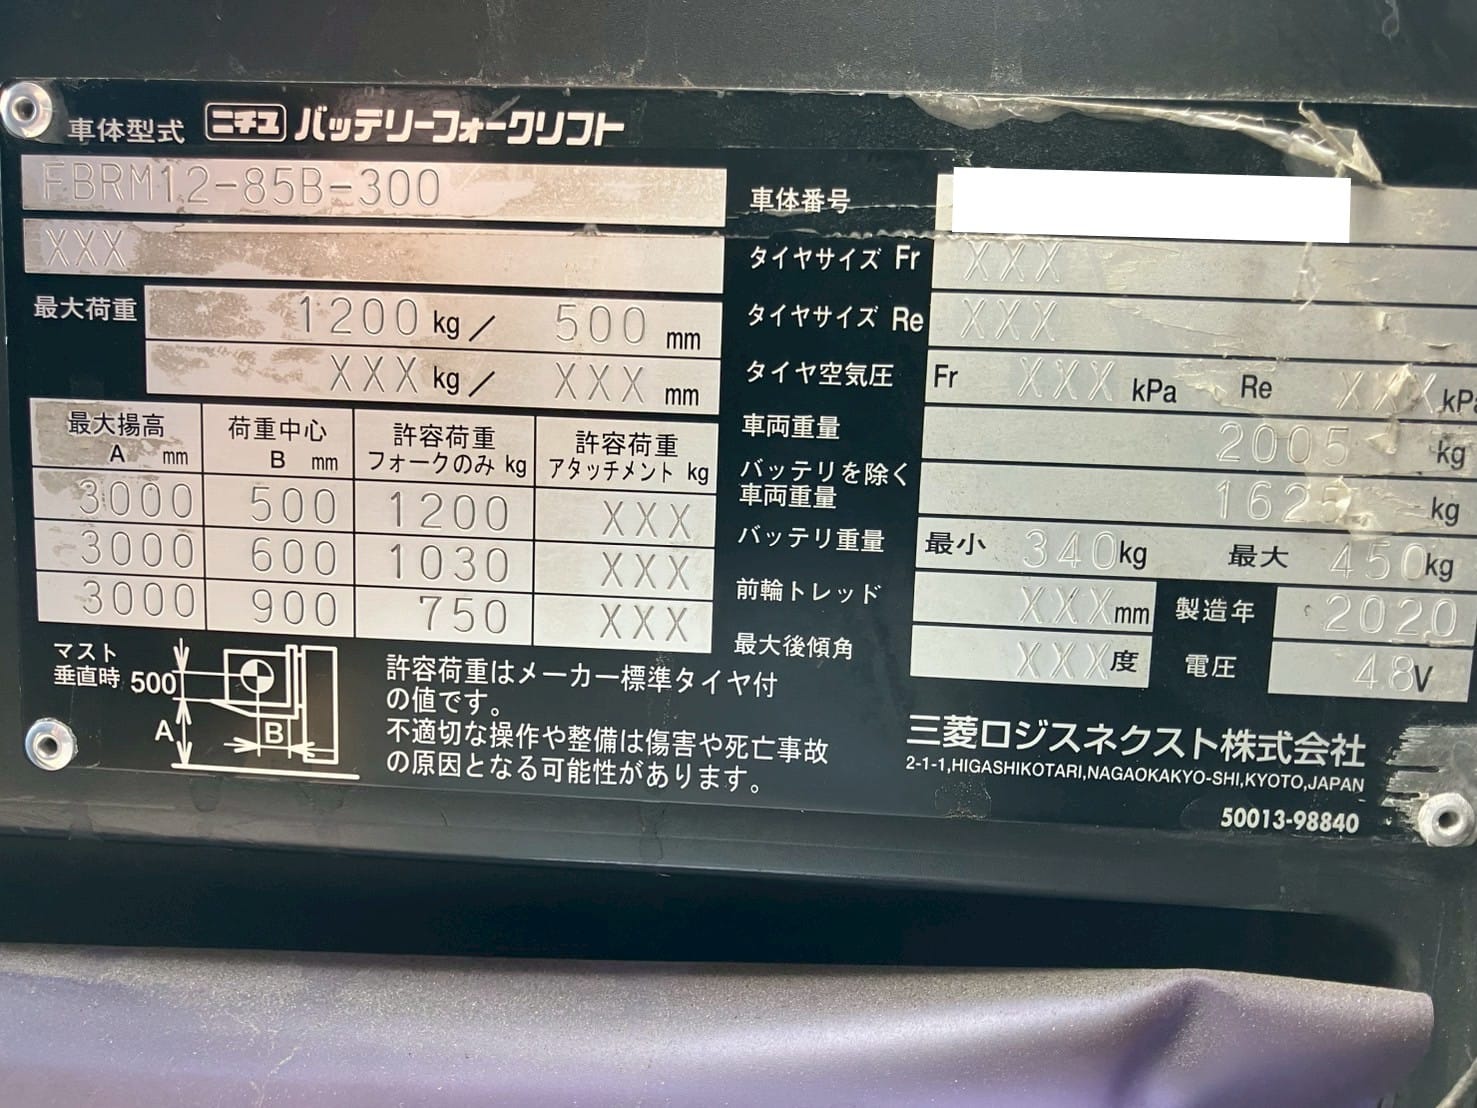 車体型式 ニチユ バッテリーフォークリフト
FBRM12-85B-300
XXX
最大荷重 1200 kg / 500 mm
XXX kg / XXX mm
最大揚高 A mm 荷重中心 B mm 許容荷重 フォークのみ kg 許容荷重 アタッチメント kg
3000 500 1200 XXX
3000 600 1030 XXX
3000 900 750 XXX
マスト
垂直時 500
A
B
許容荷重はメーカー標準タイヤ付
の値です。
不適切な操作や整備は傷害や死亡事故
の原因となる可能性があります。
車体番号
タイヤサイズ Fr XXX
タイヤサイズ Re XXX
タイヤ空気圧 Fr XXX kPa Re XXX kPa
車両重量 2005 kg
バッテリを除く
車両重量 1625 kg
バッテリ重量 最小 340 kg 最大 450 kg
前輪トレッド XXX mm 製造年 2020
最大後傾角 XXX 度 電圧 48 V
三菱ロジスネクスト株式会社
2-1-1,HIGASHIKOTARI,NAGAOKAKYO-SHI,KYOTO,JAPAN
50013-98840